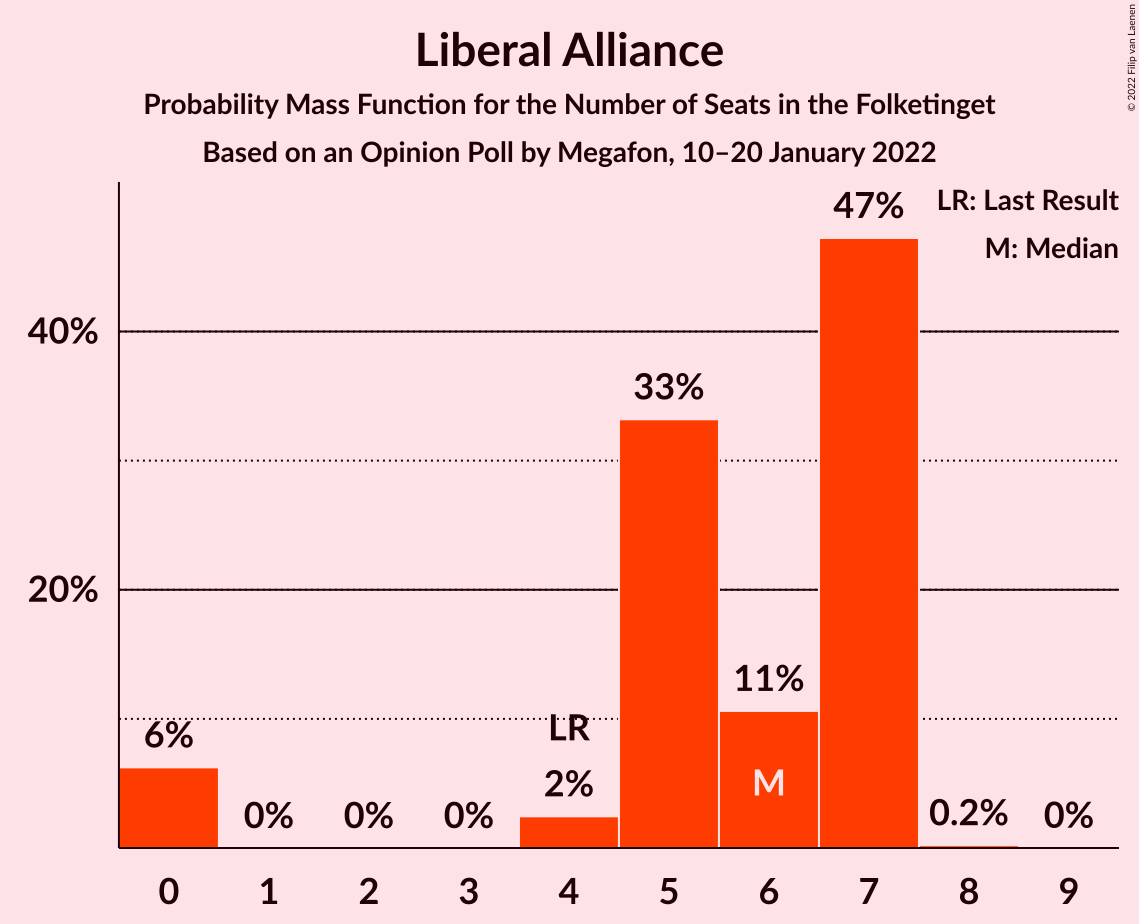 Liberal Alliance
Probability Mass Function for the Number of Seats in the Folketinget
Based on an Opinion Poll by Megafon, 10–20 January 2022
© 2022 Filip van Laenen
LR: Last Result
M: Median
40%
20%
6%
0%
0%
0%
LR
2%
33%
11%
M
47%
0.2%
0%
0 1 2 3 4 5 6 7 8 9